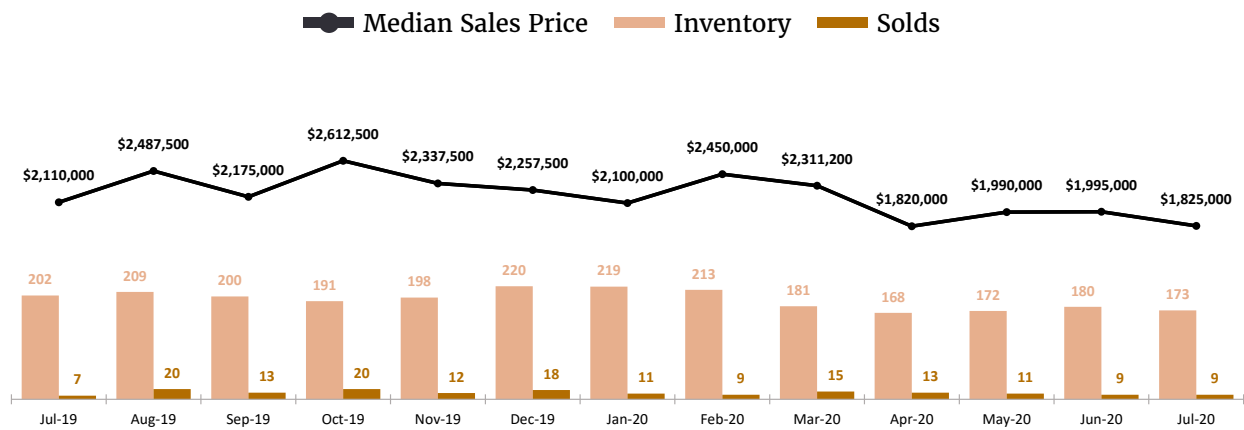 Median Sales Price Inventory Solds
$2,110,000 $2,487,500 $2,175,000 $2,612,500 $2,337,500 $2,257,500 $2,100,000 $2,450,000 $2,311,200 $1,820,000 $1,990,000 $1,995,000 $1,825,000
202 209 200 191 198 220 219 213 181 168 172 180 173
7 20 13 20 12 18 11 9 15 13 11 9 9
Jul-19 Aug-19 Sep-19 Oct-19 Nov-19 Dec-19 Jan-20 Feb-20 Mar-20 Apr-20 May-20 Jun-20 Jul-20